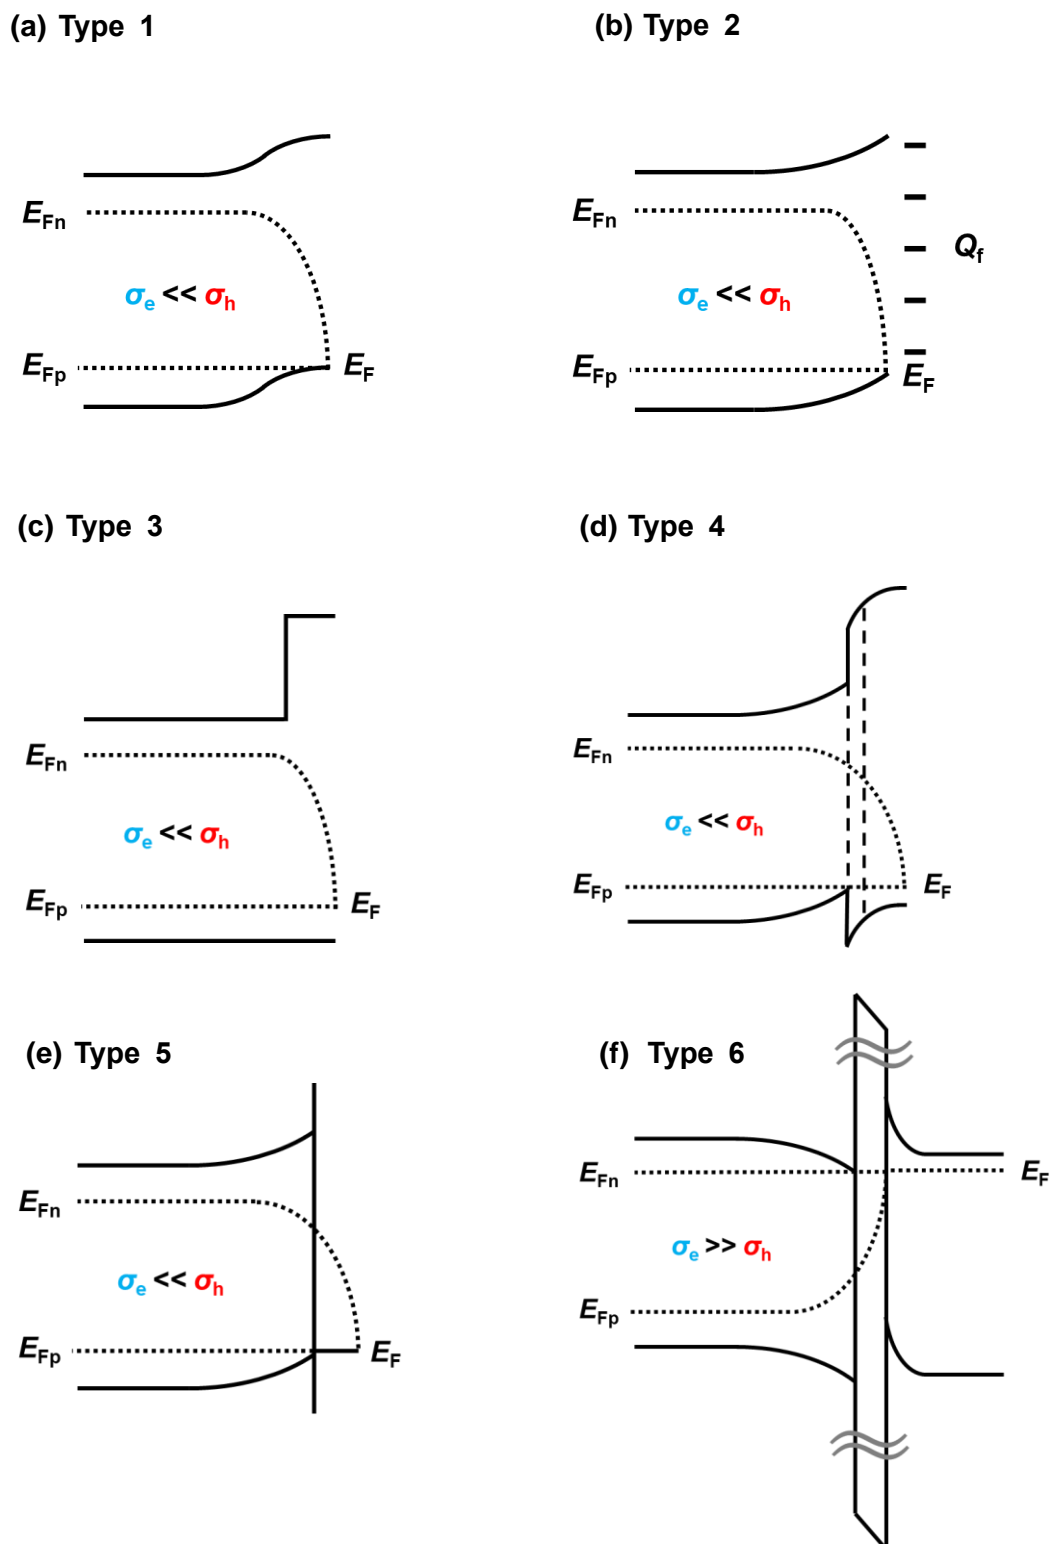 (a) Type 1
E_Fn
σ_e << σ_h
E_Fp
E_F
(b) Type 2
E_Fn
Q_f
σ_e << σ_h
E_Fp
E_F
(c) Type 3
E_Fn
σ_e << σ_h
E_Fp
E_F
(d) Type 4
E_Fn
σ_e << σ_h
E_Fp
E_F
(e) Type 5
E_Fn
σ_e << σ_h
E_Fp
E_F
(f) Type 6
E_Fn
E_F
σ_e >> σ_h
E_Fp